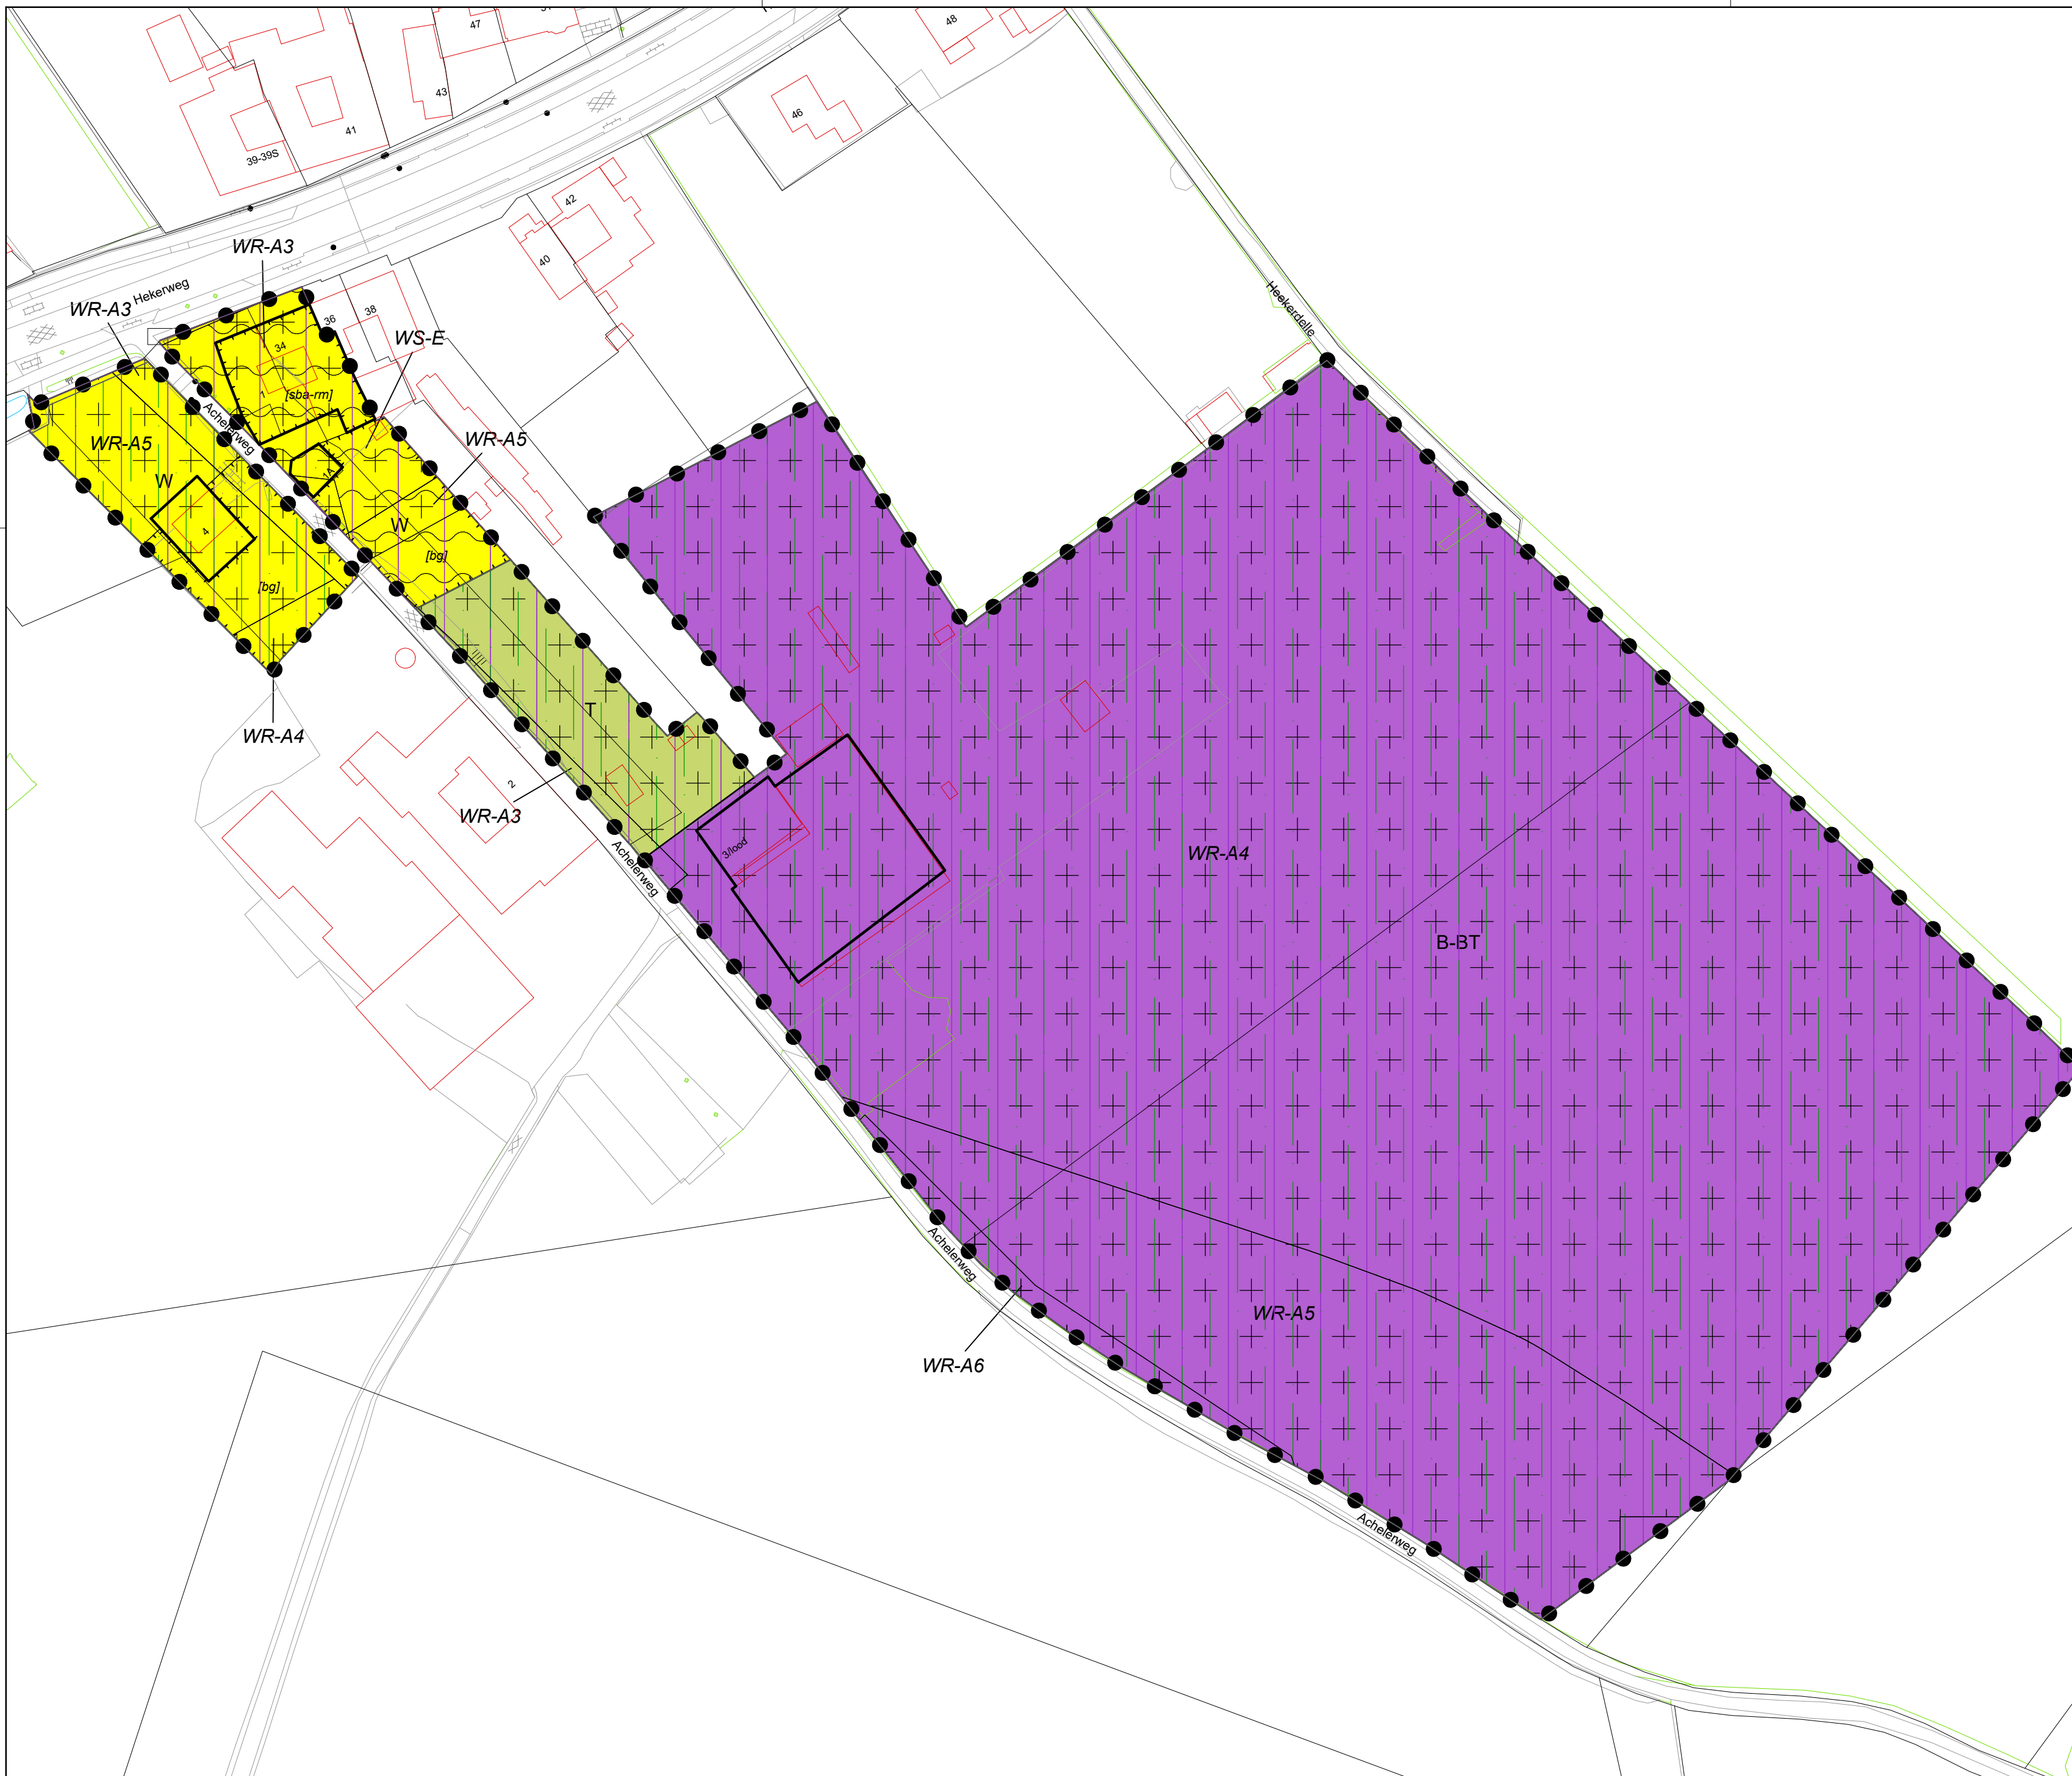 47
48
43
46
41
39-39S
42
40
WR-A3
Hekerweg
WR-A3
38
36
WS-E
34
Heekerdelle
1
[sba-rm]
Achelerweg
WR-A5
WR-A5
1A
W
W
4
[bg]
[bg]
T
WR-A4
2
WR-A3
3/lood
Achelerweg
WR-A4
B-BT
Achelerweg
WR-A5
WR-A6
Achelerweg